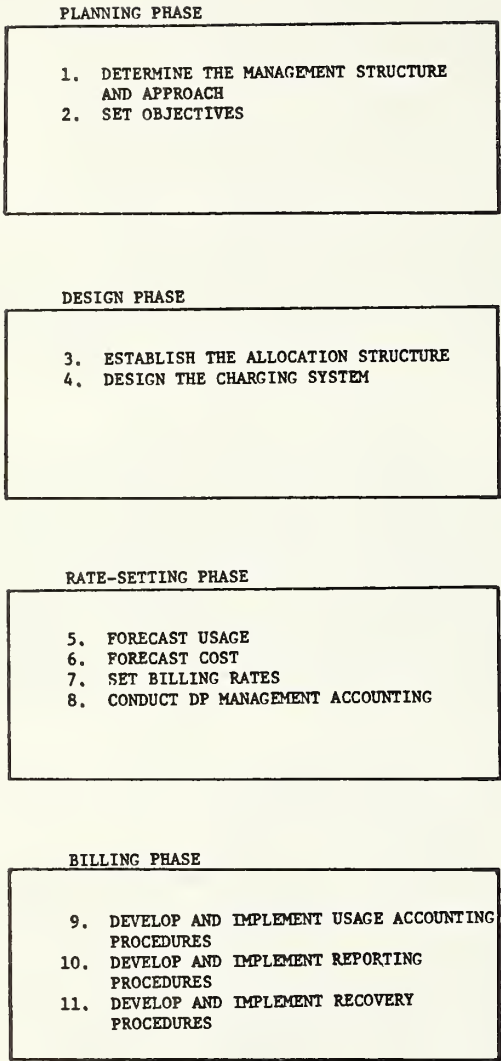 PLANNING PHASE
1. DETERMINE THE MANAGEMENT STRUCTURE
AND APPROACH
2. SET OBJECTIVES
DESIGN PHASE
3. ESTABLISH THE ALLOCATION STRUCTURE
4. DESIGN THE CHARGING SYSTEM
RATE-SETTING PHASE
5. FORECAST USAGE
6. FORECAST COST
7. SET BILLING RATES
8. CONDUCT DP MANAGEMENT ACCOUNTING
BILLING PHASE
9. DEVELOP AND IMPLEMENT USAGE ACCOUNTING
PROCEDURES
10. DEVELOP AND IMPLEMENT REPORTING
PROCEDURES
11. DEVELOP AND IMPLEMENT RECOVERY
PROCEDURES